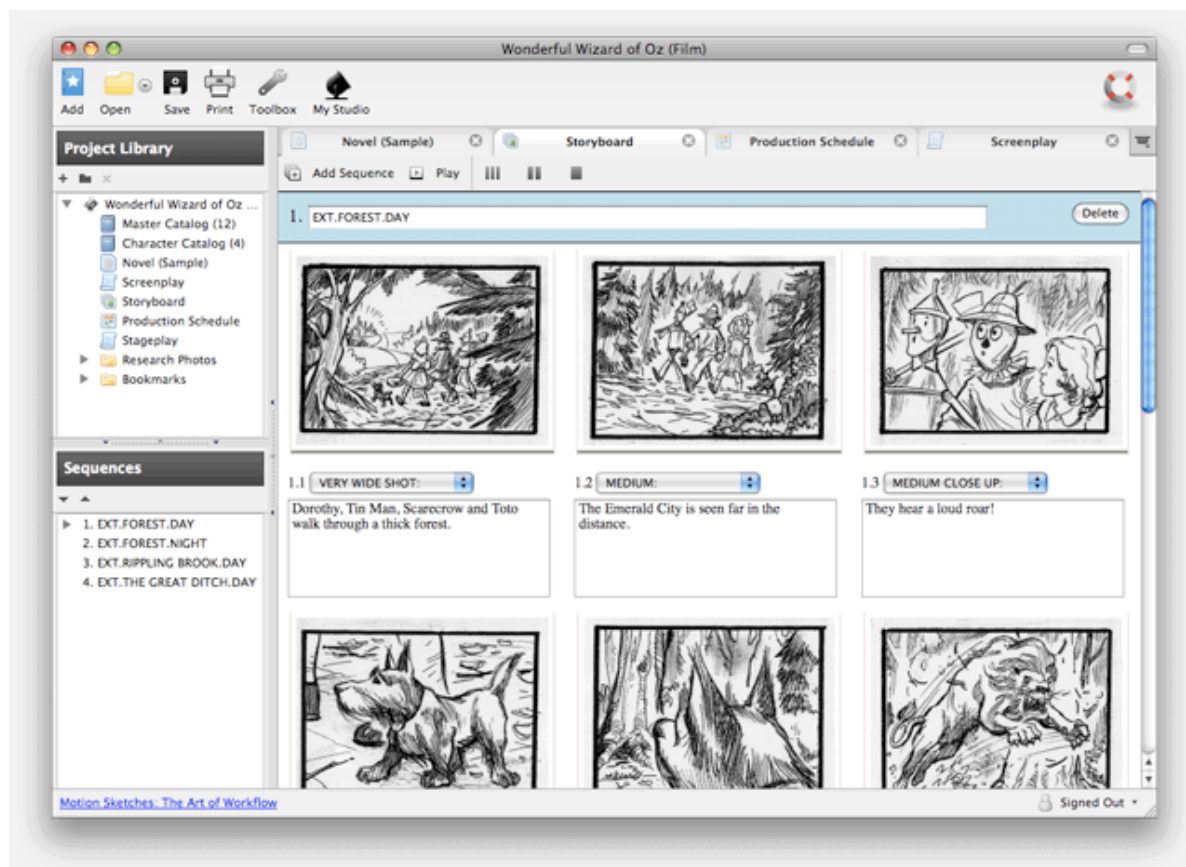 Wonderful Wizard of Oz (Film)
Add Open Save Print Toolbox My Studio
Project Library
Novel (Sample) Storyboard Production Schedule Screenplay
Add Sequence Play
Wonderful Wizard of Oz ...
Master Catalog (12)
Character Catalog (4)
Novel (Sample)
Screenplay
Storyboard
Production Schedule
Stageplay
Research Photos
Bookmarks
Sequences
1. EXT.FOREST.DAY
2. EXT.FOREST.NIGHT
3. EXT.RIPPLING BROOK.DAY
4. EXT.THE GREAT DITCH.DAY
1. EXT.FOREST.DAY Delete
1.1 VERY WIDE SHOT:
Dorothy, Tin Man, Scarecrow and Toto
walk through a thick forest.
1.2 MEDIUM:
The Emerald City is seen far in the
distance.
1.3 MEDIUM CLOSE UP:
They hear a loud roar!
Motion Sketches: The Art of Workflow
Signed Out